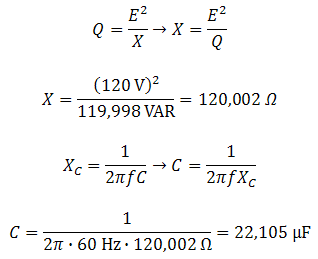 Q = E²/X → X = E²/Q
X = (120 V)²/119,998 VAR = 120,002 Ω
X_C = 1/2πfC → C = 1/2πfX_C
C = 1/2π · 60 Hz · 120,002 Ω = 22,105 μF